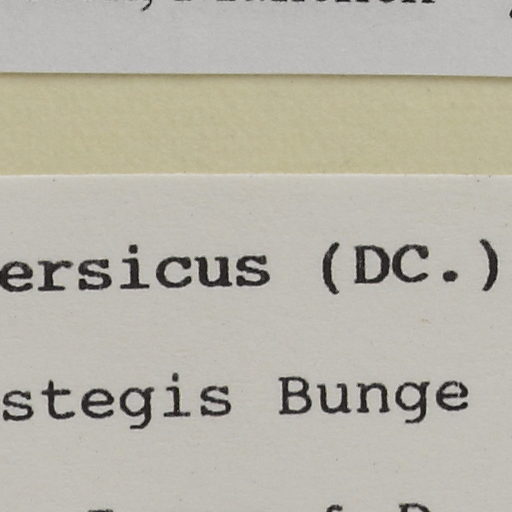 ersicus (DC.)
stegis Bunge